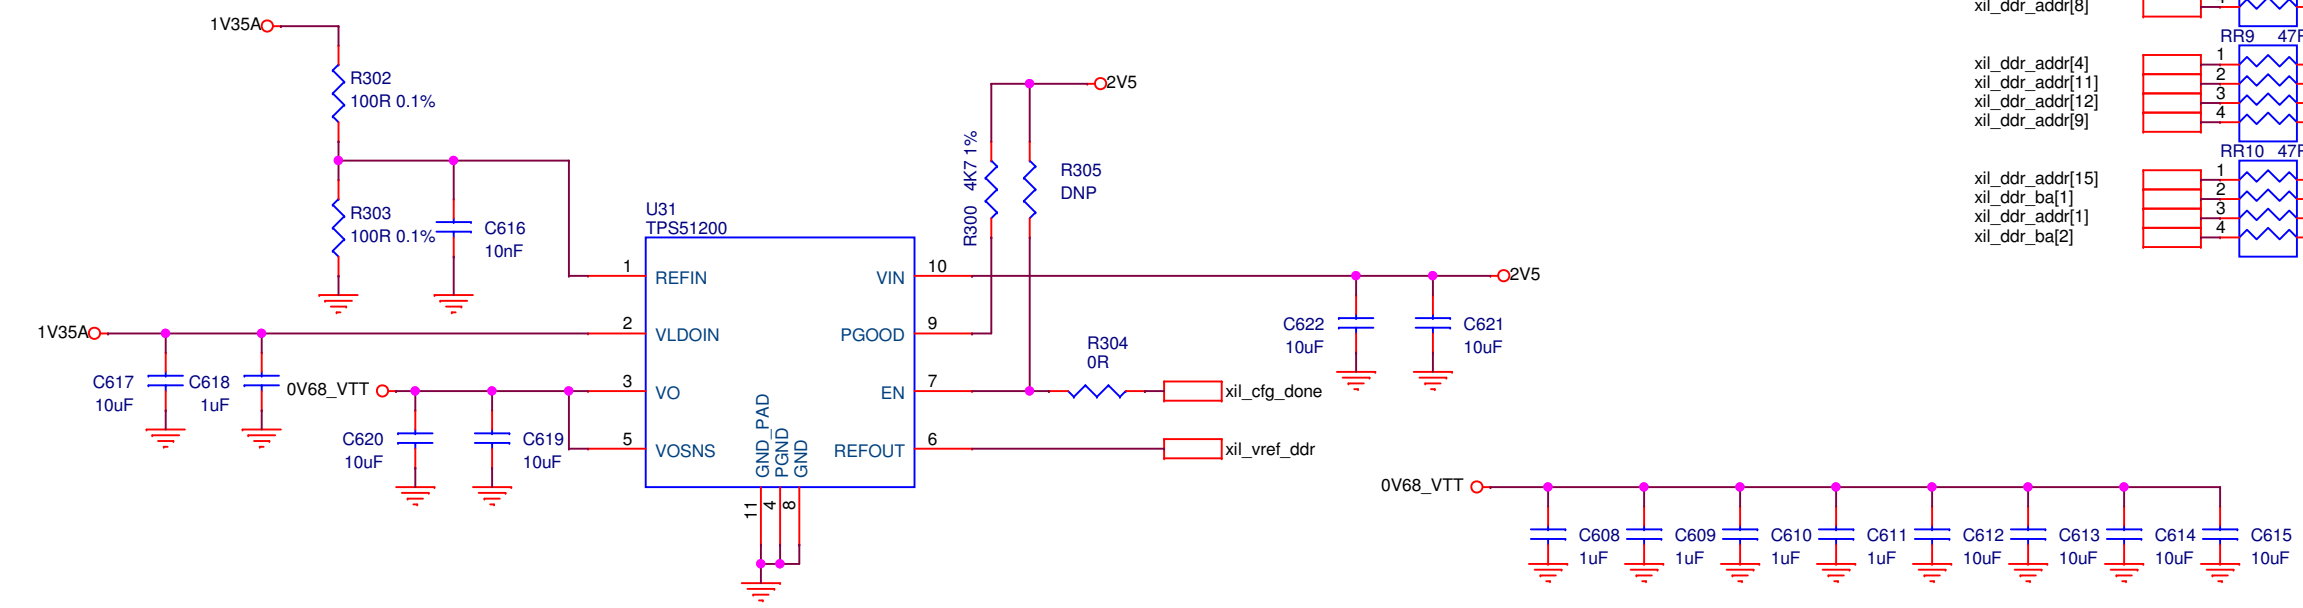 1V35A
R302
100R 0.1%
R303
100R 0.1%
C616
10nF
1V35A
C617
10uF
C618
1uF
0V68_VTT
C620
10uF
C619
10uF
U31
TPS51200
1
REFIN
2
VLDOIN
3
VO
5
VOSNS
GND_PAD
PGND
GND
11
4
8
VIN
10
PGOOD
9
EN
7
REFOUT
6
R300 4K7 1%
R305
DNP
2V5
2V5
C622
10uF
C621
10uF
R304
0R
xil_cfg_done
xil_vref_ddr
0V68_VTT
C608
1uF
C609
1uF
C610
1uF
C611
1uF
C612
10uF
C613
10uF
C614
10uF
C615
10uF
xil_ddr_addr[8]
RR9 47
xil_ddr_addr[4]
1
xil_ddr_addr[11]
2
xil_ddr_addr[12]
3
xil_ddr_addr[9]
4
RR10 47
xil_ddr_addr[15]
1
xil_ddr_ba[1]
2
xil_ddr_addr[1]
3
xil_ddr_ba[2]
4